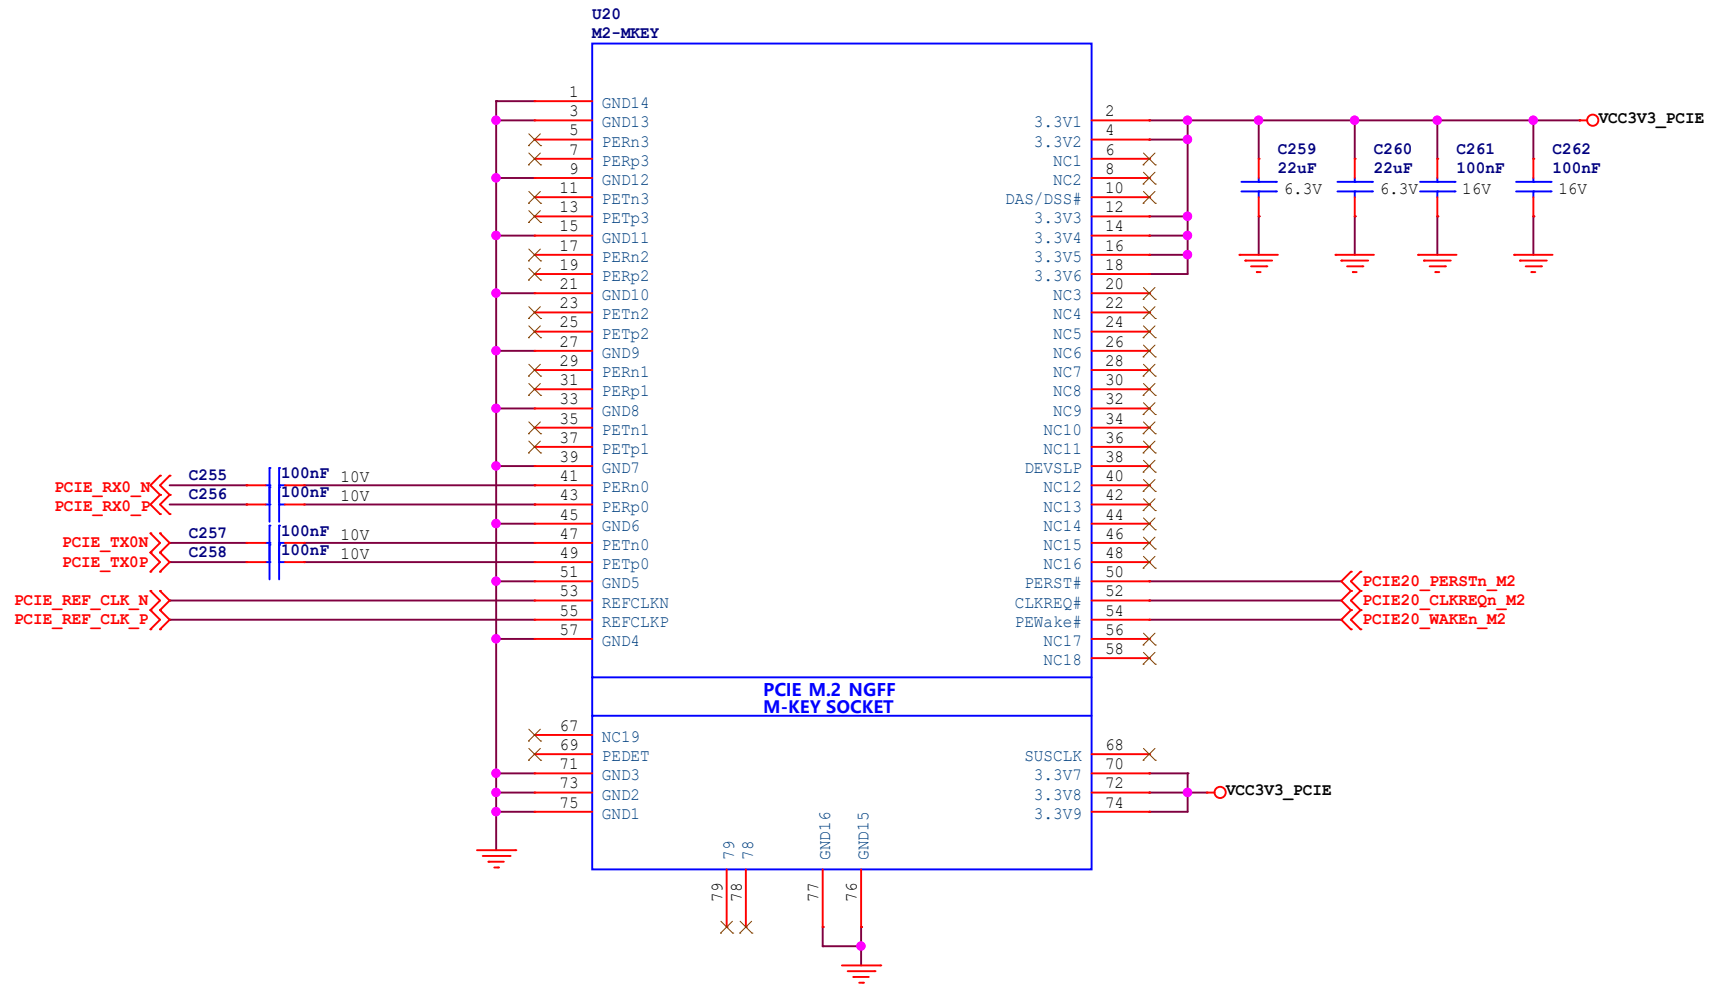 U20
M2-MKEY
1 GND14
3 GND13
5 PERn3
7 PERp3
9 GND12
11 PETn3
13 PETp3
15 GND11
17 PERn2
19 PERp2
21 GND10
23 PETn2
25 PETp2
27 GND9
29 PERn1
31 PERp1
33 GND8
35 PETn1
37 PETp1
39 GND7
PCIE_RX0_N C255 100nF 10V 41 PERn0
PCIE_RX0_P C256 100nF 10V 43 PERp0
45 GND6
PCIE_TX0N C257 100nF 10V 47 PETn0
PCIE_TX0P C258 100nF 10V 49 PETp0
51 GND5
PCIE_REF_CLK_N 53 REFCLKN
PCIE_REF_CLK_P 55 REFCLKP
57 GND4
3.3V1 2 VCC3V3_PCIE
3.3V2 4
NC1 6
NC2 8
DAS/DSS# 10
3.3V3 12
3.3V4 14
3.3V5 16
3.3V6 18
NC3 20
NC4 22
NC5 24
NC6 26
NC7 28
NC8 30
NC9 32
NC10 34
NC11 36
DEVSLP 38
NC12 40
NC13 42
NC14 44
NC15 46
NC16 48
PERST# 50 PCIE20_PERSTn_M2
CLKREQ# 52 PCIE20_CLKREQn_M2
PEWake# 54 PCIE20_WAKEn_M2
NC17 56
NC18 58
C259 C260 C261 C262
22uF 22uF 100nF 100nF
6.3V 6.3V 16V 16V
PCIE M.2 NGFF
M-KEY SOCKET
67 NC19
69 PEDET
71 GND3
73 GND2
75 GND1
SUSCLK 68
3.3V7 70
3.3V8 72 VCC3V3_PCIE
3.3V9 74
79 78 GND16 GND15
79 78 77 76